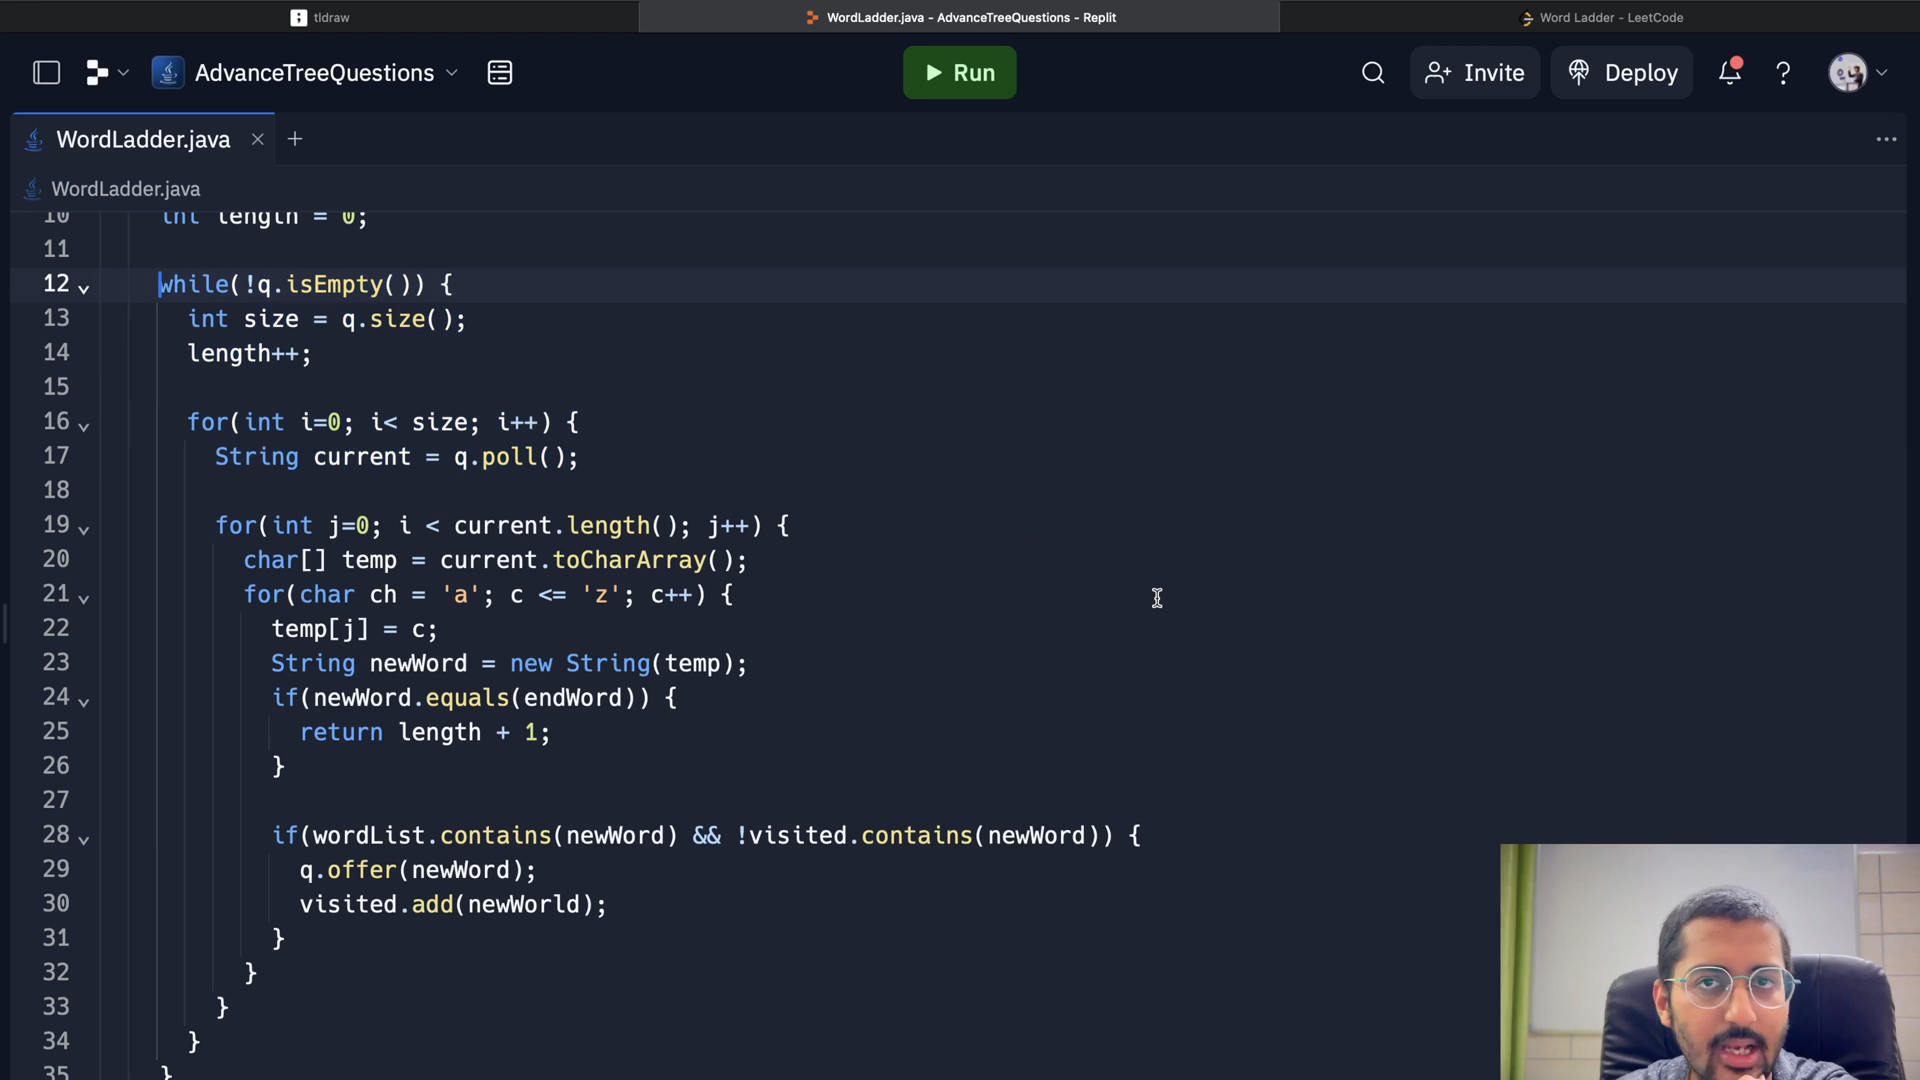 tldraw
WordLadder.java - AdvanceTreeQuestions - Replit
Word Ladder - LeetCode
AdvanceTreeQuestions
Run
Invite
Deploy
?
WordLadder.java
WordLadder.java
10 int length = 0;
11
12 while(!q.isEmpty()) {
13 int size = q.size();
14 length++;
15
16 for(int i=0; i< size; i++) {
17 String current = q.poll();
18
19 for(int j=0; i < current.length(); j++) {
20 char[] temp = current.toCharArray();
21 for(char ch = 'a'; c <= 'z'; c++) {
22 temp[j] = c;
23 String newWord = new String(temp);
24 if(newWord.equals(endWord)) {
25 return length + 1;
26 }
27
28 if(wordList.contains(newWord) && !visited.contains(newWord)) {
29 q.offer(newWord);
30 visited.add(newWorld);
31 }
32 }
33 }
34 }
35 }